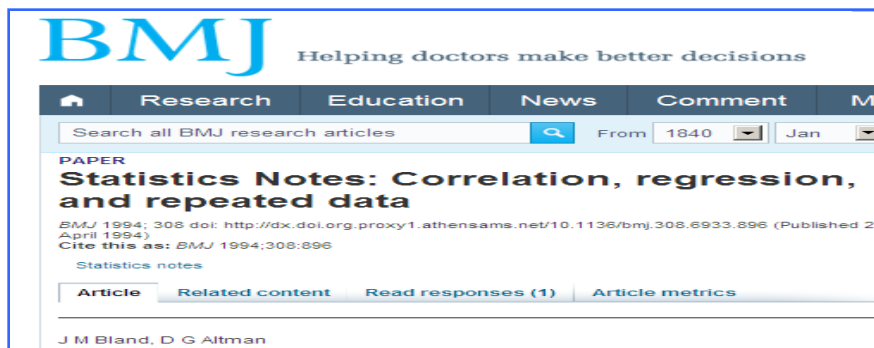 BMJ Helping doctors make better decisions
Research Education News Comment M
Search all BMJ research articles From 1840 Jan
PAPER
Statistics Notes: Correlation, regression,
and repeated data
BMJ 1994; 308 doi: http://dx.doi.org.proxy1.athensams.net/10.1136/bmj.308.6933.896 (Published 2
April 1994)
Cite this as: BMJ 1994;308:896
Statistics notes
Article Related content Read responses (1) Article metrics
J M Bland, D G Altman